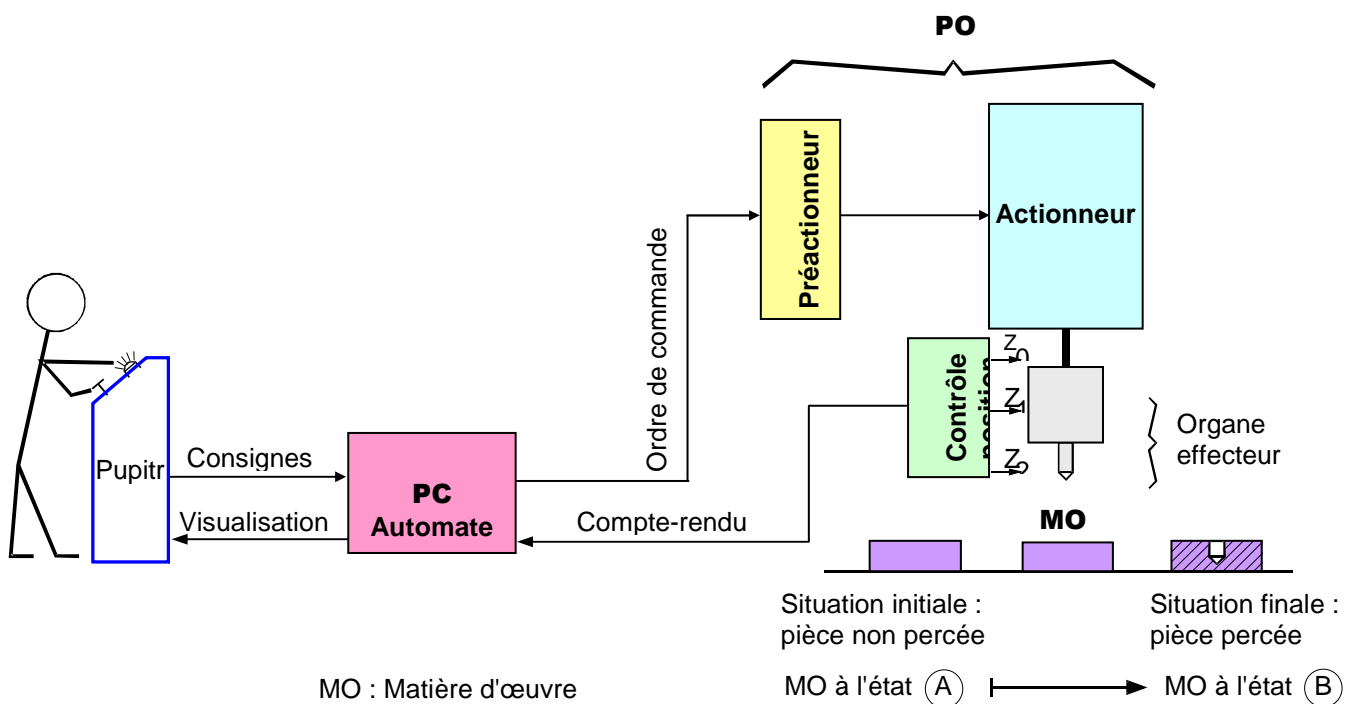 PO
Préactionneur
Actionneur
Ordre de commande
Contrôle
position
Z0
Z1
Z2
Organe
effecteur
Pupitr
Consignes
Visualisation
PC
Automate
Compte-rendu
MO
Situation initiale :
pièce non percée
Situation finale :
pièce percée
MO : Matière d'œuvre
MO à l'état A
MO à l'état B